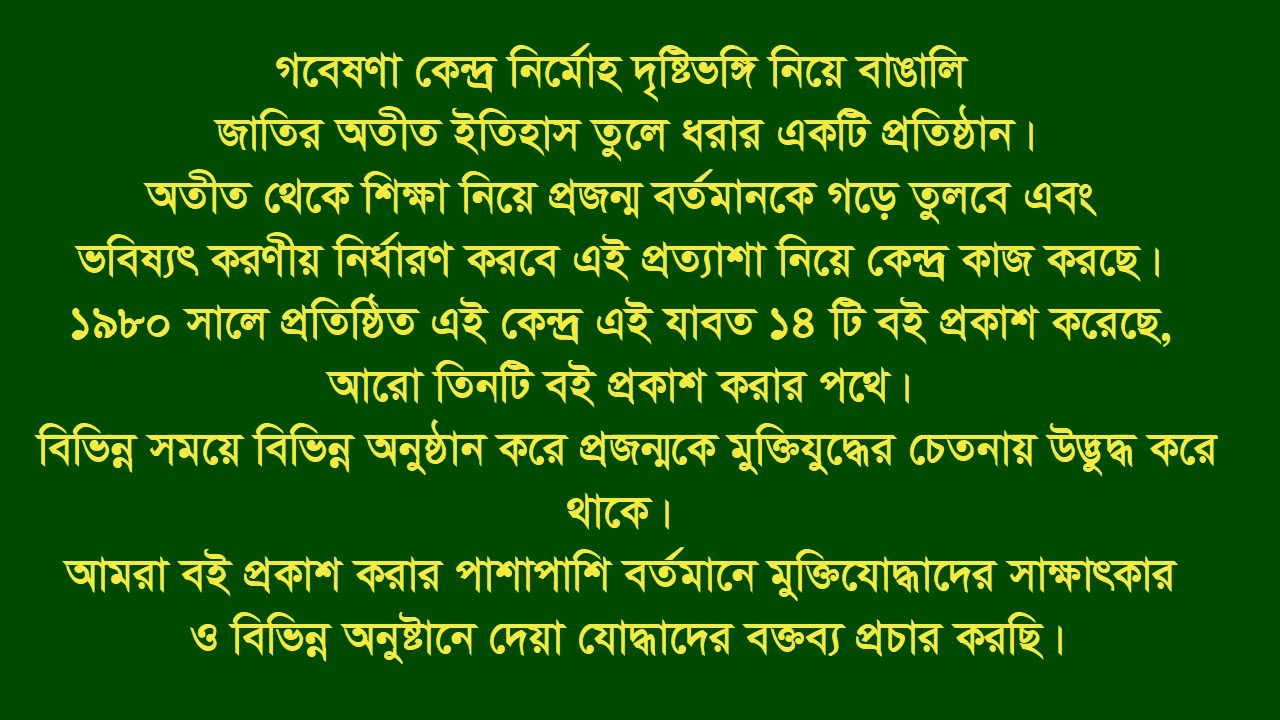 গবেষণা কেন্দ্র নির্মোহ দৃষ্টিভঙ্গি নিয়ে বাঙালি
জাতির অতীত ইতিহাস তুলে ধরার একটি প্রতিষ্ঠান।
অতীত থেকে শিক্ষা নিয়ে প্রজন্ম বর্তমানকে গড়ে তুলবে এবং
ভবিষ্যৎ করণীয় নির্ধারণ করবে এই প্রত্যাশা নিয়ে কেন্দ্র কাজ করছে।
১৯৮০ সালে প্রতিষ্ঠিত এই কেন্দ্র এই যাবত ১৪ টি বই প্রকাশ করেছে,
আরো তিনটি বই প্রকাশ করার পথে।
বিভিন্ন সময়ে বিভিন্ন অনুষ্ঠান করে প্রজন্মকে মুক্তিযুদ্ধের চেতনায় উদ্ভুদ্ধ করে
থাকে।
আমরা বই প্রকাশ করার পাশাপাশি বর্তমানে মুক্তিযোদ্ধাদের সাক্ষাৎকার
ও বিভিন্ন অনুষ্টানে দেয়া যোদ্ধাদের বক্তব্য প্রচার করছি।